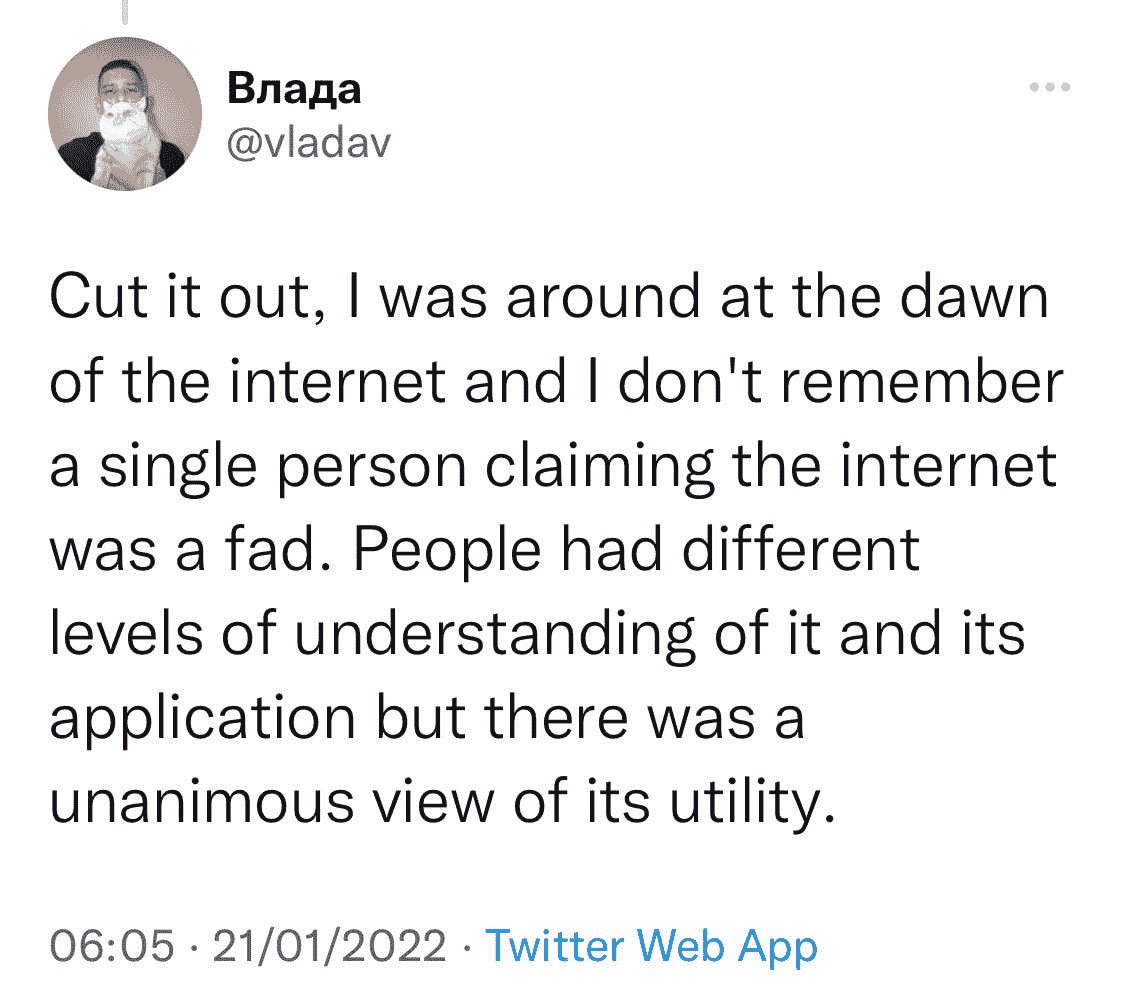 Влада
@vladav
Cut it out, I was around at the dawn
of the internet and I don't remember
a single person claiming the internet
was a fad. People had different
levels of understanding of it and its
application but there was a
unanimous view of its utility.
06:05 · 21/01/2022 · Twitter Web App